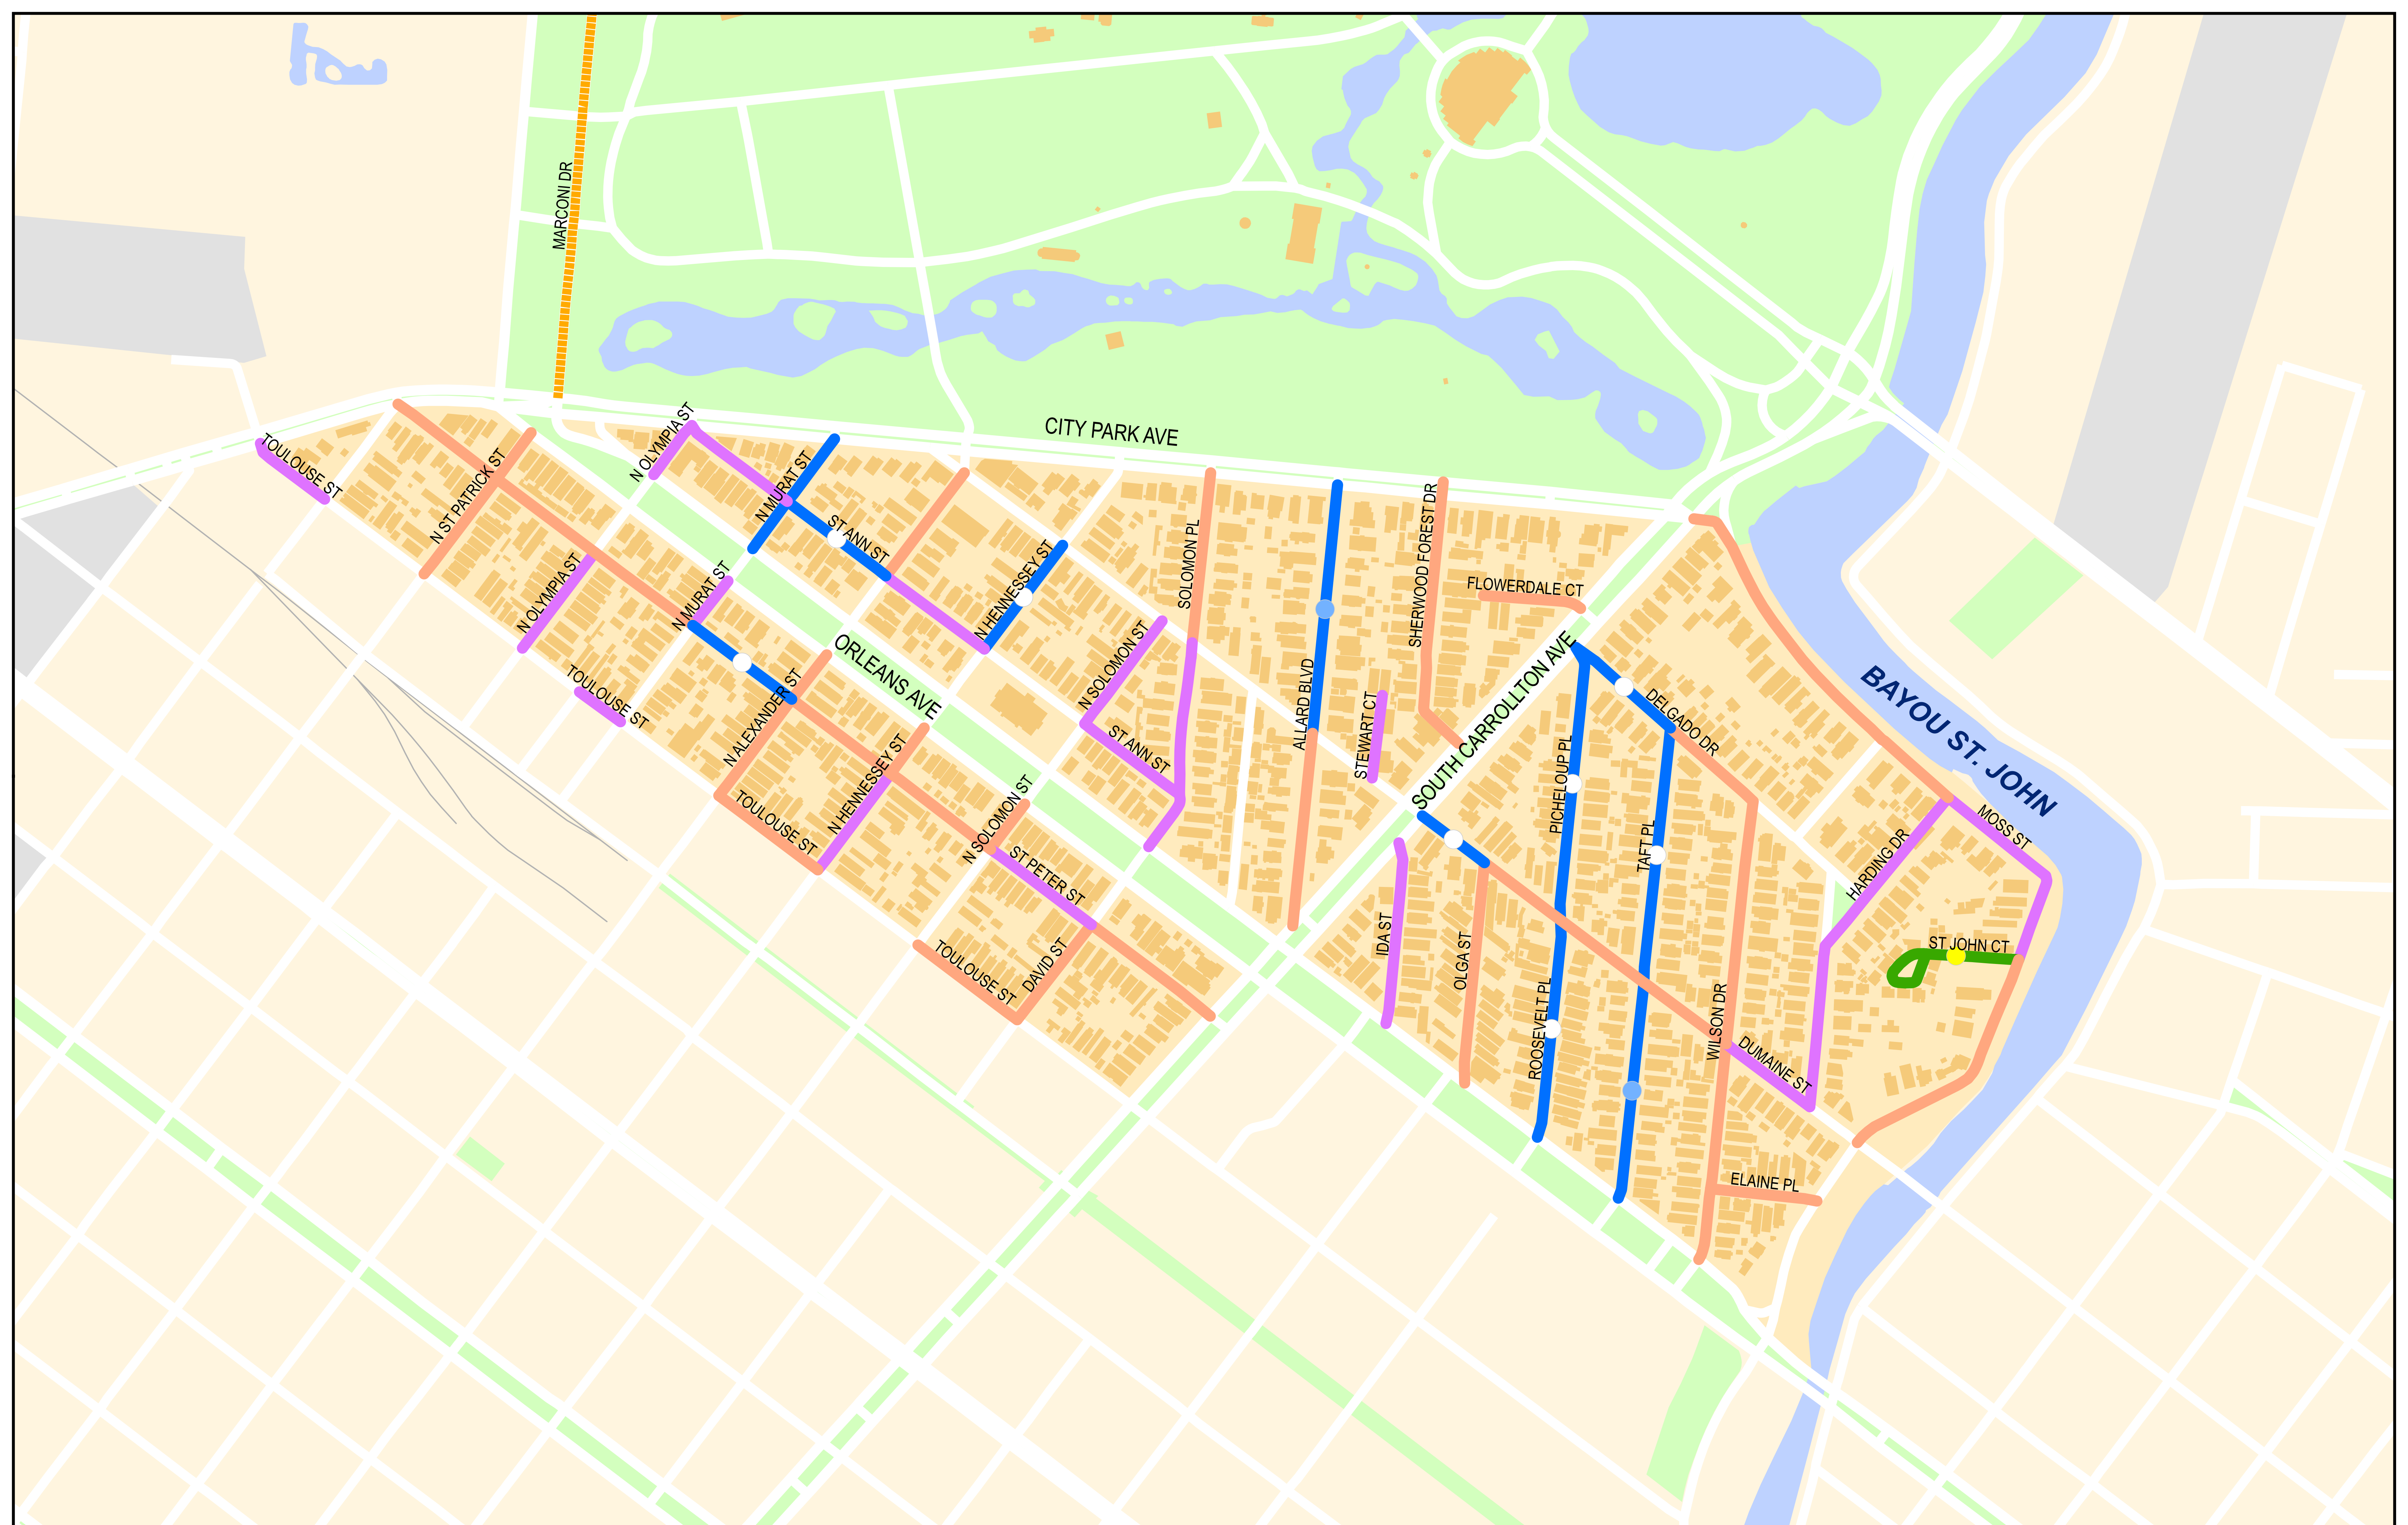 MARCONI DR
CITY PARK AVE
N OLYMPIA ST
TOULOUSE ST
N ST PATRICK ST
N MURAT ST
ST ANN ST
N HENNESSEY ST
SOLOMON PL
SHERWOOD FOREST DR
FLOWERDALE CT
N OLYMPIA ST
N MURAT ST
ORLEANS AVE
N SOLOMON ST
ALLARD BLVD
STEWART CT
SOUTH CARROLLTON AVE
DELGADO DR
BAYOU ST. JOHN
TOULOUSE ST
N ALEXANDER ST
ST ANN ST
PICHELOUP PL
TAFT PL
MOSS ST
TOULOUSE ST
N HENNESSEY ST
N SOLOMON ST
ST PETER ST
HARDING DR
IDA ST
OLGA ST
ST JOHN CT
TOULOUSE ST
DAVID ST
ROOSEVELT PL
WILSON DR
DUMAINE ST
ELAINE PL